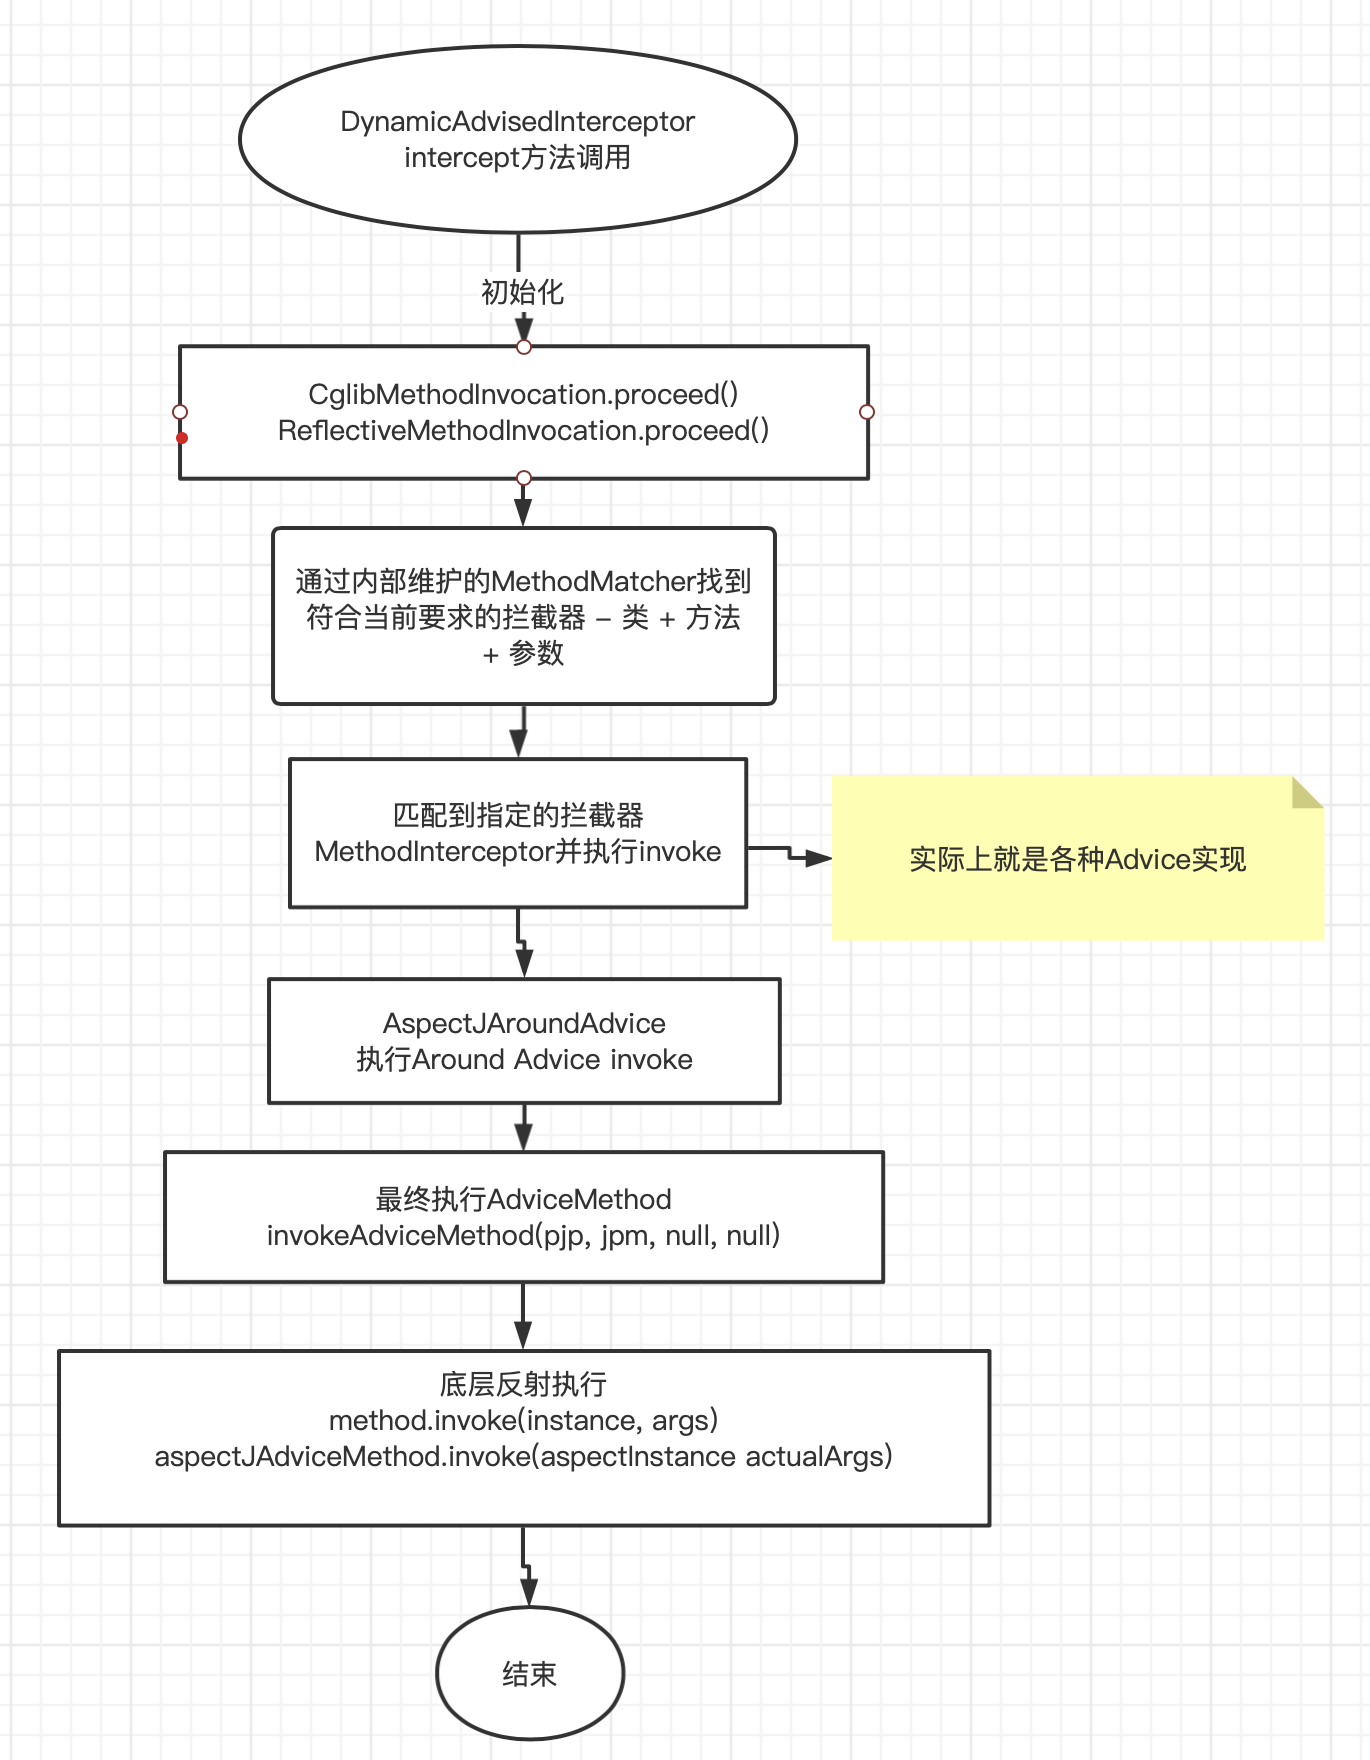 DynamicAdvisedInterceptor
intercept方法调用
初始化
CglibMethodInvocation.proceed()
ReflectiveMethodInvocation.proceed()
通过内部维护的MethodMatcher找到
符合当前要求的拦截器 – 类 + 方法
+ 参数
匹配到指定的拦截器
MethodInterceptor并执行invoke
实际上就是各种Advice实现
AspectJAroundAdvice
执行Around Advice invoke
最终执行AdviceMethod
invokeAdviceMethod(pjp, jpm, null, null)
底层反射执行
method.invoke(instance, args)
aspectJAdviceMethod.invoke(aspectInstance actualArgs)
结束